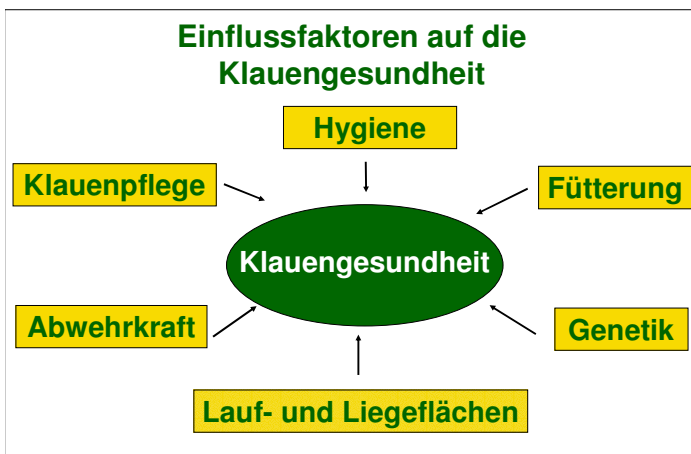 Einflussfaktoren auf die
Klauengesundheit
Hygiene
Klauenpflege
Fütterung
Klauengesundheit
Abwehrkraft
Genetik
Lauf- und Liegeflächen